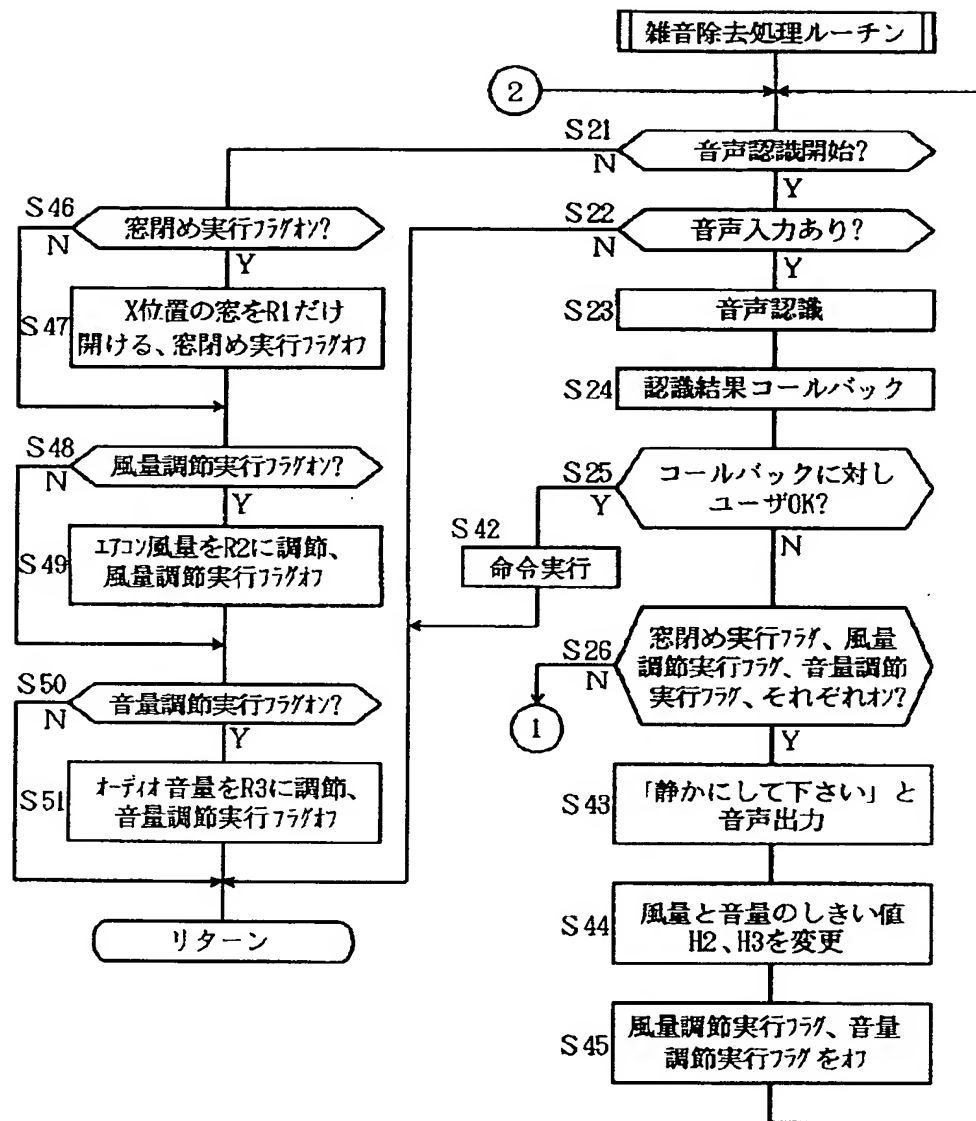 雑音除去処理ルーチン
2
S21
音声認識開始?
N
Y
S22
音声入力あり?
N
Y
S23
音声認識
S24
認識結果コールバック
S25
コールバックに対し
ユーザOK?
Y
N
S42
命令実行
S26
窓閉め実行フラグ、風量
調節実行フラグ、音量調節
実行フラグ、それぞれオン?
N
Y
1
S43
「静かにして下さい」と
音声出力
S44
風量と音量のしきい値
H2、H3を変更
S45
風量調節実行フラグ、音量
調節実行フラグをオフ
S46
窓閉め実行フラグオン?
N
Y
S47
X位置の窓をR1だけ
開ける、窓閉め実行フラグオフ
S48
風量調節実行フラグオン?
N
Y
S49
エアコン風量をR2に調節、
風量調節実行フラグオフ
S50
音量調節実行フラグオン?
N
Y
S51
オーディオ音量をR3に調節、
音量調節実行フラグオフ
リターン